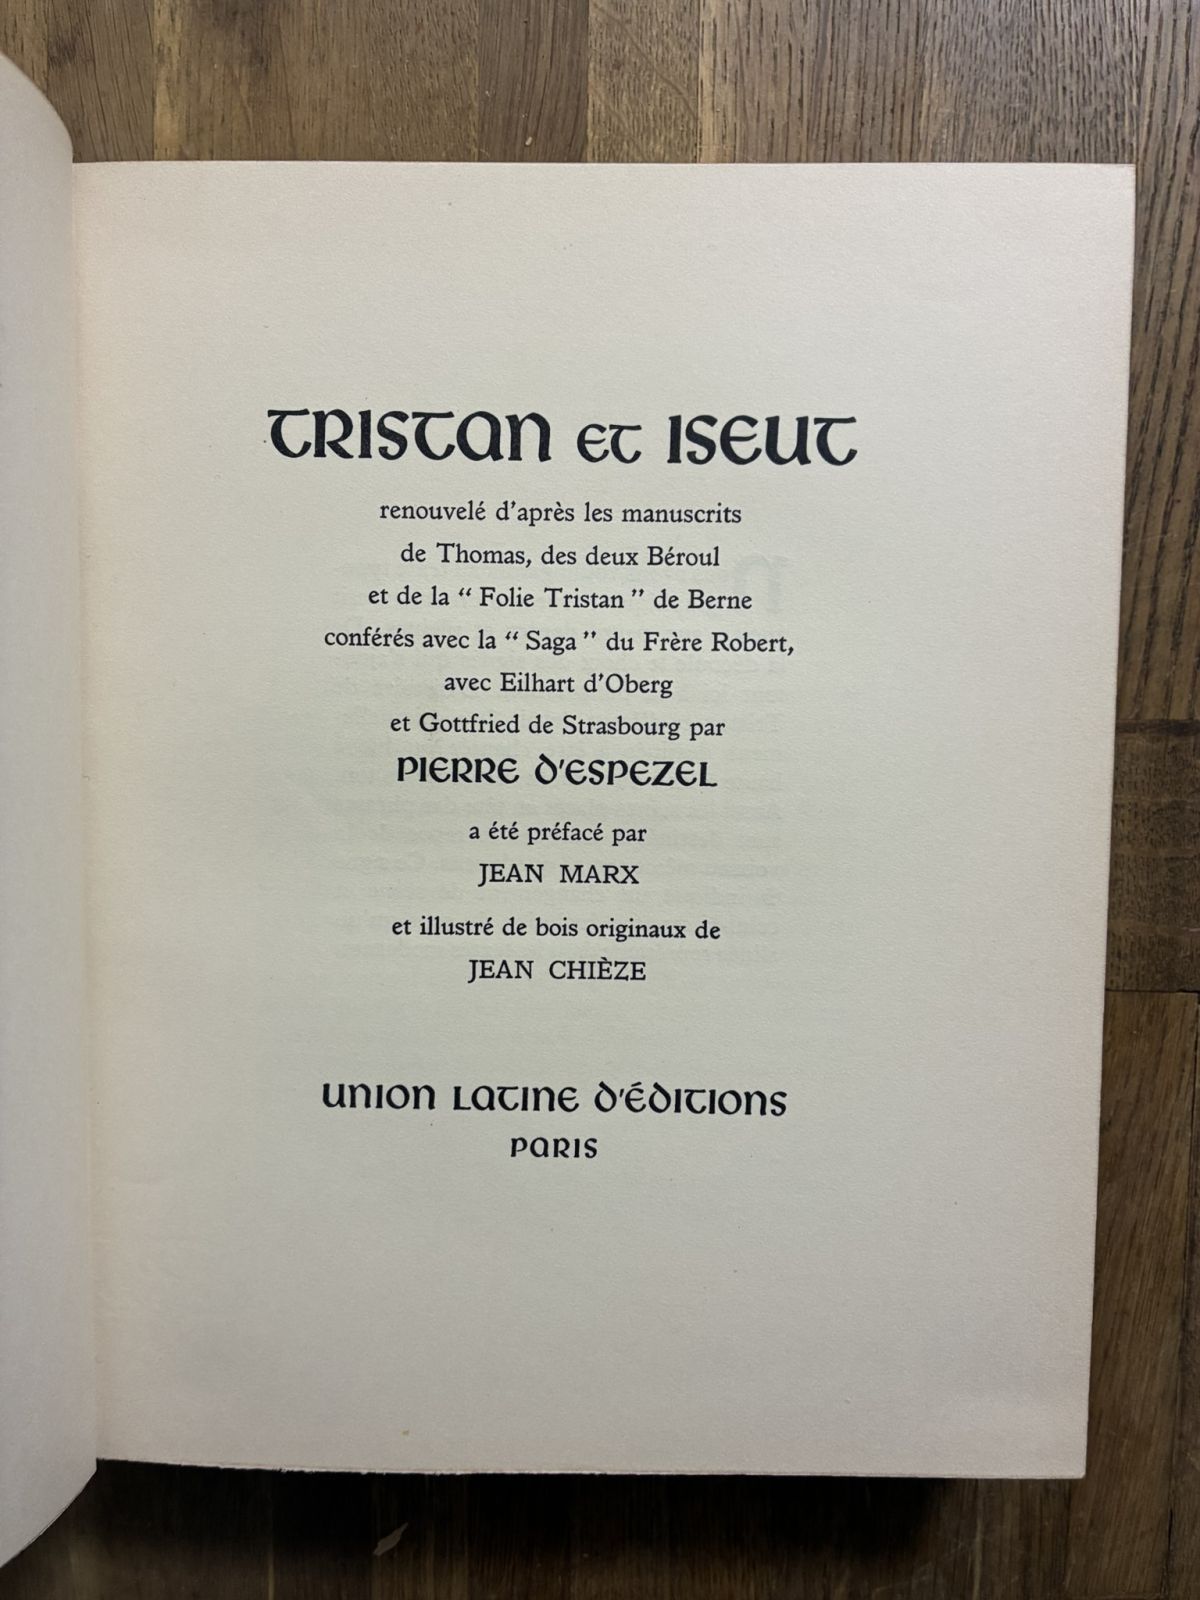 TRISTAN ET ISEUT
renouvelé d'après les manuscrits
de Thomas, des deux Béroul
et de la “ Folie Tristan ” de Berne
conférés avec la “ Saga ” du Frère Robert,
avec Eilhart d'Oberg
et Gottfried de Strasbourg par
PIERRE D'ESPEZEL
a été préfacé par
JEAN MARX
et illustré de bois originaux de
JEAN CHIÈZE
UNION LATINE D'ÉDITIONS
PARIS